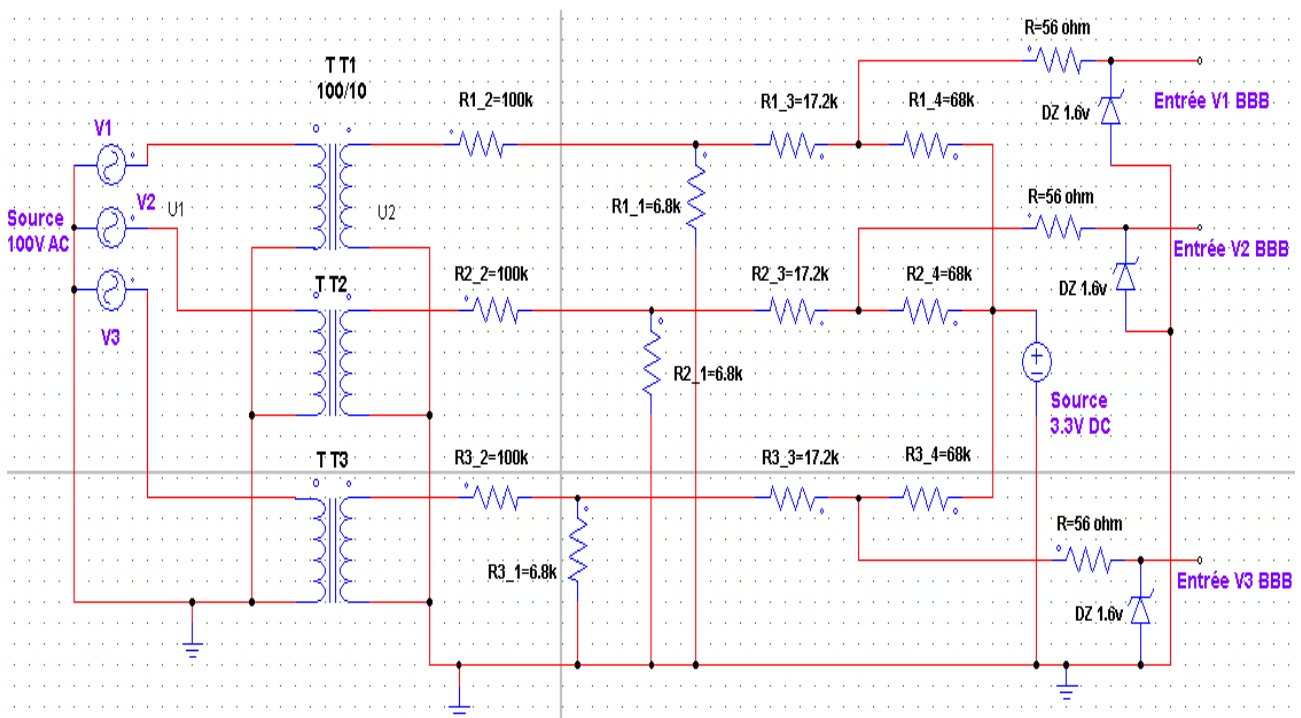 R=56 ohm
T T1
100/10
R1_2=100k
R1_3=17.2k
R1_4=68k
Entrée V1 BBB
DZ 1.6v
V1
R1_1=6.8k
R=56 ohm
V2
U1
U2
Source
100V AC
Entrée V2 BBB
R2_2=100k
R2_3=17.2k
R2_4=68k
T T2
DZ 1.6v
V3
R2_1=6.8k
Source
3.3V DC
T T3
R3_2=100k
R3_3=17.2k
R3_4=68k
R=56 ohm
R3_1=6.8k
Entrée V3 BBB
DZ 1.6v